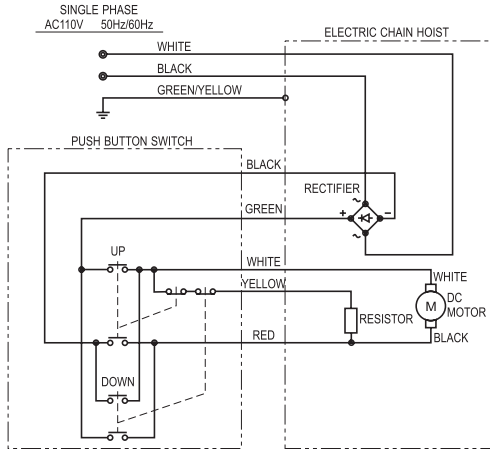 SINGLE PHASE
AC110V 50Hz/60Hz
ELECTRIC CHAIN HOIST
WHITE
BLACK
GREEN/YELLOW
PUSH BUTTON SWITCH
BLACK
RECTIFIER
~
GREEN
+
−
~
UP
WHITE
WHITE
YELLOW
M
DC
MOTOR
RESISTOR
RED
BLACK
DOWN